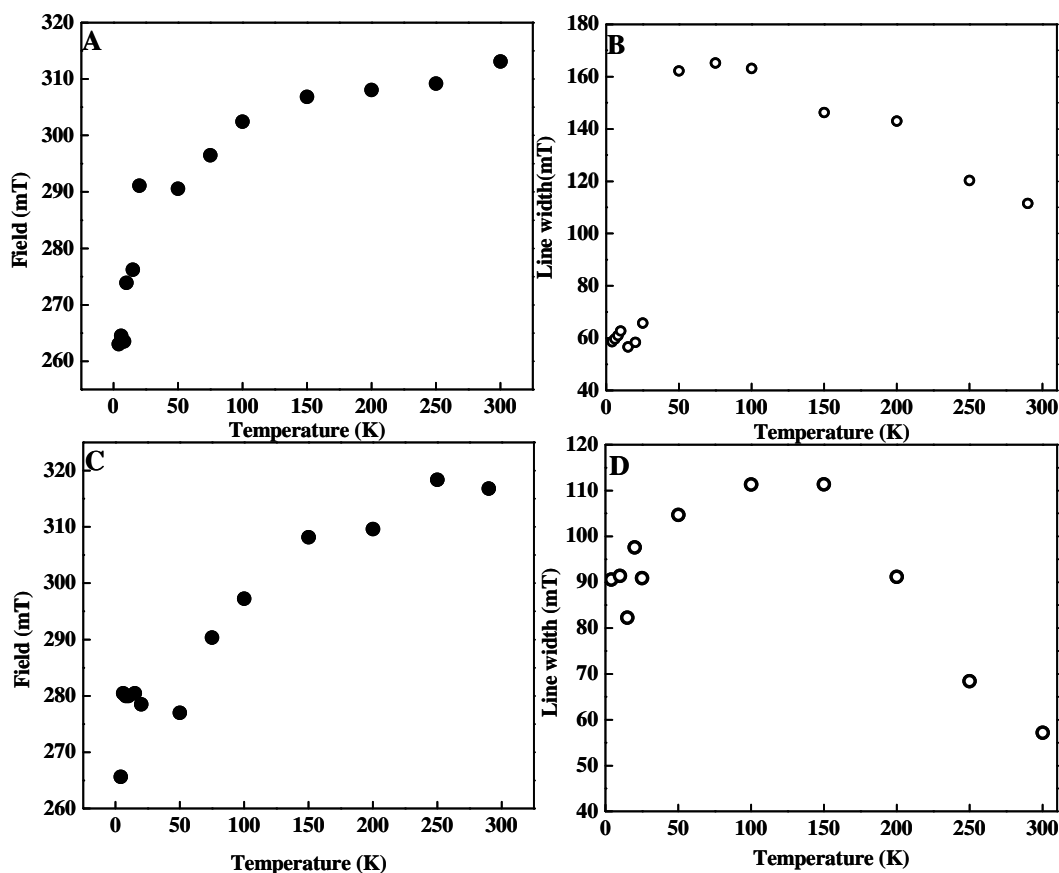 A
320
310
300
290
280
270
260
Field (mT)
0 50 100 150 200 250 300
Temperature (K)
B
180
160
140
120
100
80
60
40
Line width(mT)
0 50 100 150 200 250 300
Temperature (K)
C
320
310
300
290
280
270
260
Field (mT)
0 50 100 150 200 250 300
Temperature (K)
D
120
110
100
90
80
70
60
50
40
Line width (mT)
0 50 100 150 200 250 300
Temperature (K)